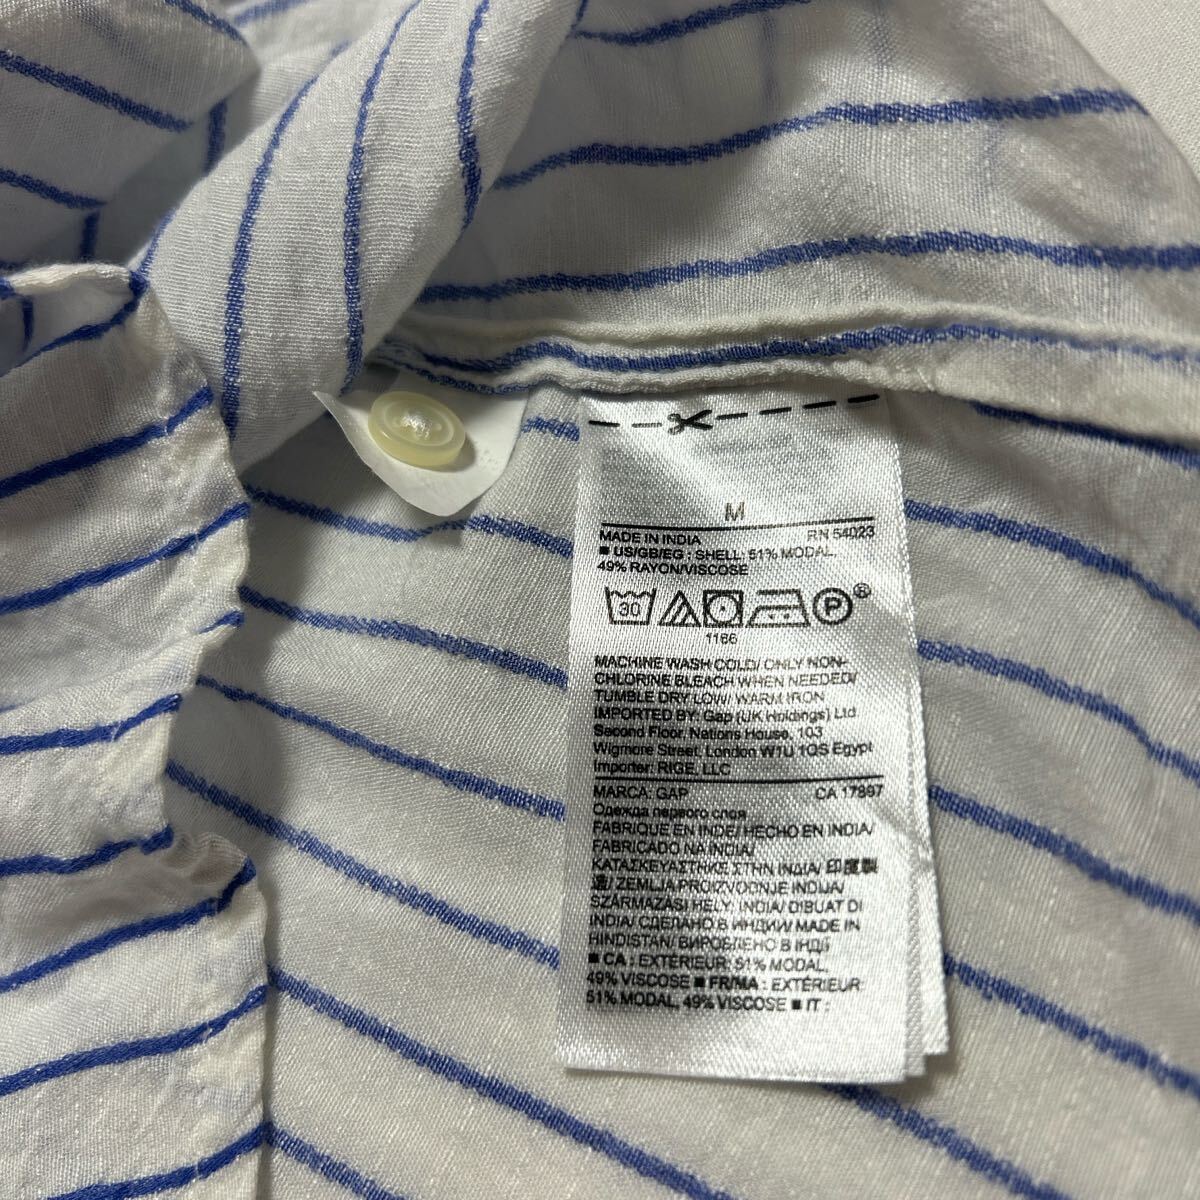 M
MADE IN INDIA RN 54023
■ US/GB/EG : SHELL: 51% MODAL,
49% RAYON/VISCOSE
30 P ®
1166
MACHINE WASH COLD/ ONLY NON-
CHLORINE BLEACH WHEN NEEDED/
TUMBLE DRY LOW/ WARM IRON
IMPORTED BY: Gap (UK Holdings) Ltd.
Second Floor, Nations House, 103
Wigmore Street, London W1U 1QS Egypt
Importer: RIGE, LLC
MARCA: GAP CA 17897
Одежда первого слоя
FABRIQUE EN INDE/ HECHO EN INDIA/
FABRICADO NA INDIA/
ΚΑΤΑΣΚΕΥΑΣΤΗΚΕ ΣΤΗΝ INΔIA/ 印度製
造/ ZEMLJA PROIZVODNJE INDIJA/
SZÁRMAZÁSI HELY: INDIA/ DIBUAT DI
INDIA/ СДЕЛАНО В ИНДИИ/ MADE IN
HINDISTAN/ ВИРОБЛЕНО В ІНДІЇ
■ CA : EXTÉRIEUR: 51% MODAL,
49% VISCOSE ■ FR/MA : EXTÉRIEUR:
51% MODAL, 49% VISCOSE ■ IT :